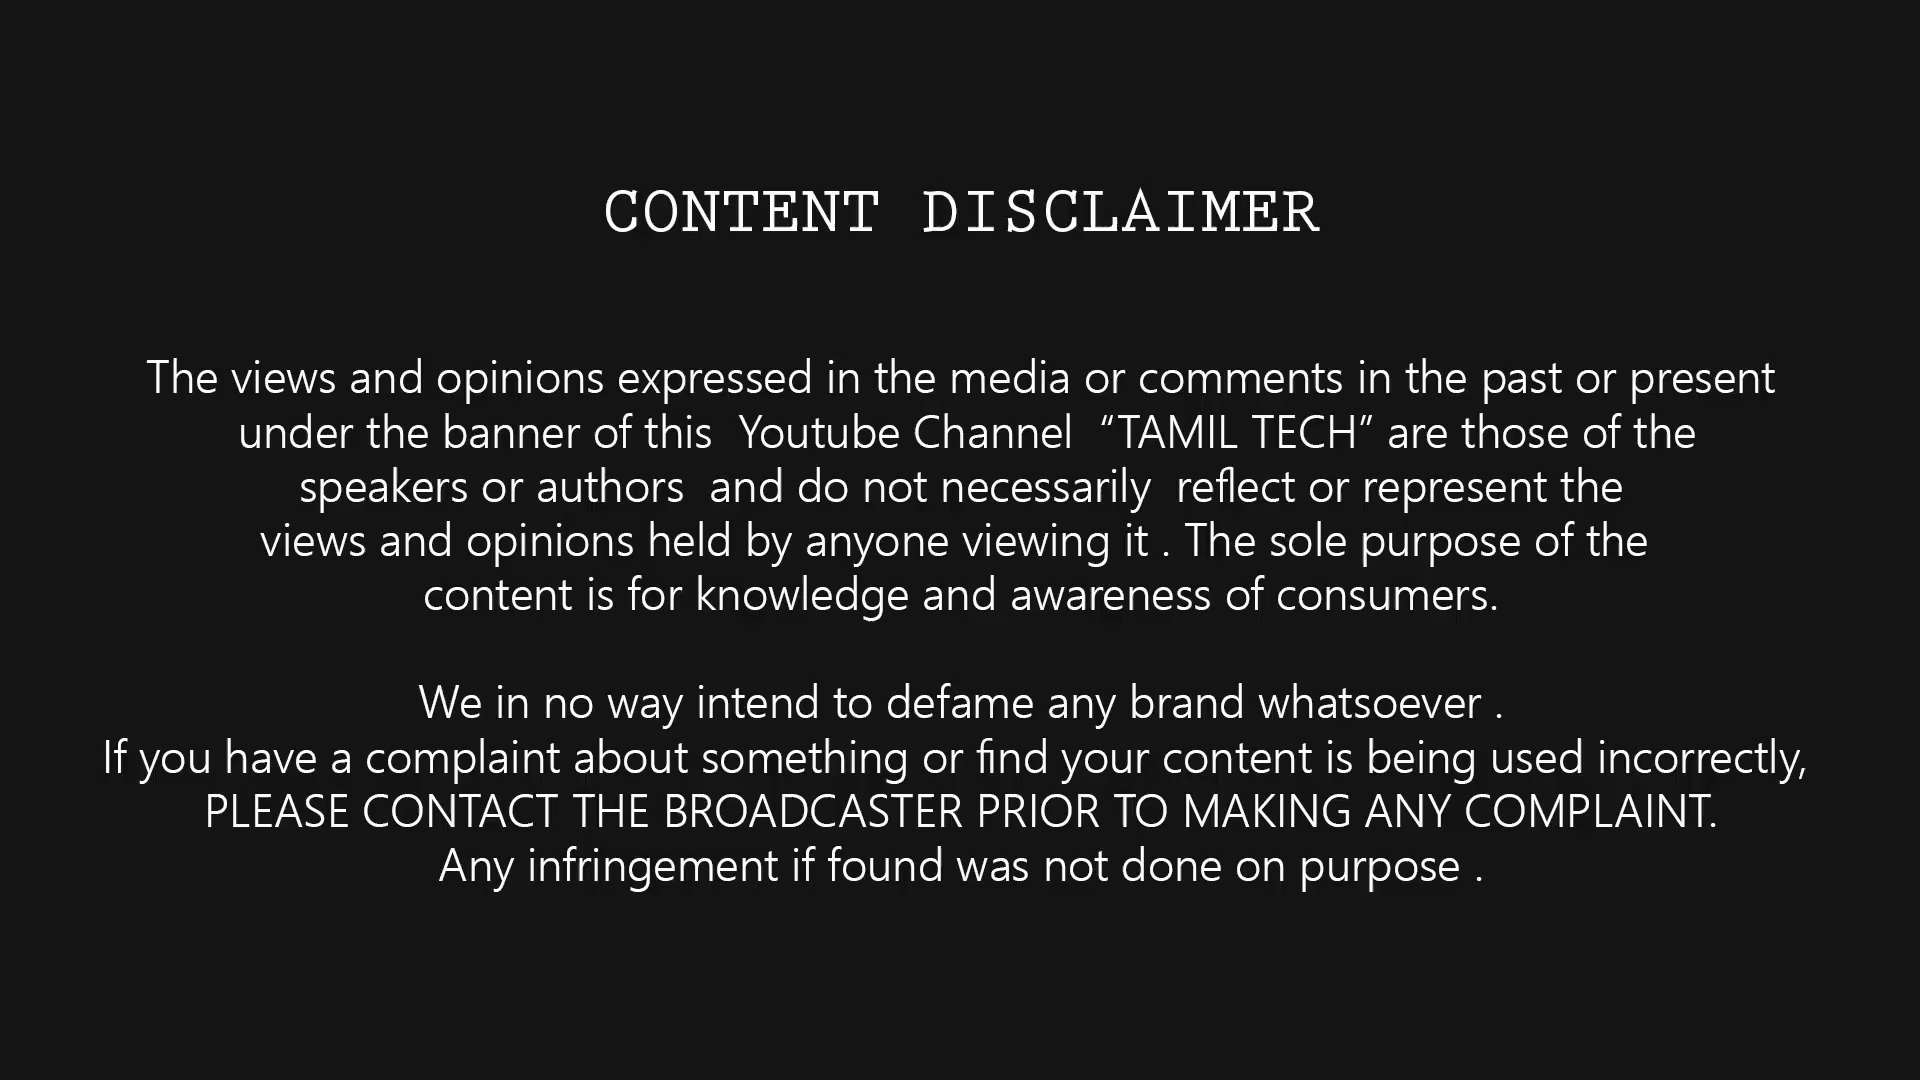 CONTENT DISCLAIMER
The views and opinions expressed in the media or comments in the past or present
under the banner of this  Youtube Channel  “TAMIL TECH” are those of the
speakers or authors  and do not necessarily  reflect or represent the
views and opinions held by anyone viewing it . The sole purpose of the
content is for knowledge and awareness of consumers.
We in no way intend to defame any brand whatsoever .
If you have a complaint about something or find your content is being used incorrectly,
PLEASE CONTACT THE BROADCASTER PRIOR TO MAKING ANY COMPLAINT.
Any infringement if found was not done on purpose .